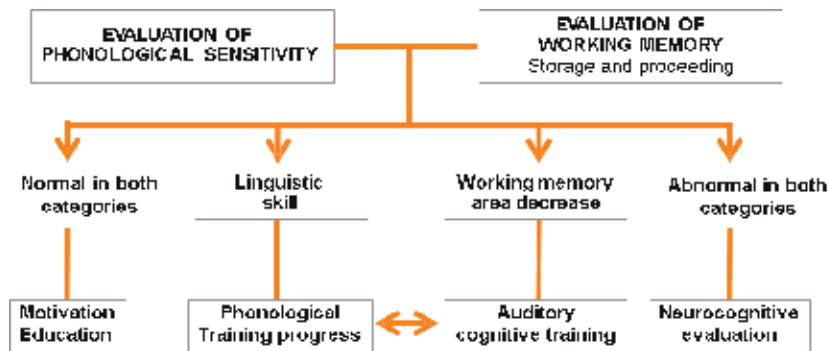 EVALUATION OF
PHONOLOGICAL SENSITIVITY
EVALUATION OF
WORKING MEMORY
Storage and proceeding
Normal in both
categories
Linguistic
skill
Working memory
area decrease
Abnormal in both
categories
Motivation
Education
Phonological
Training progress
Auditory
cognitive training
Neurocognitive
evaluation